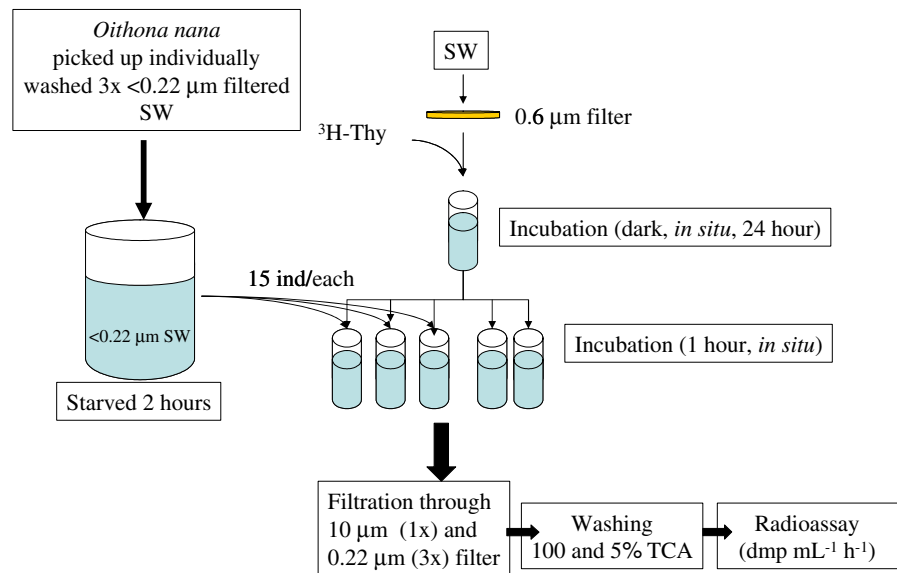 Oithona nana
picked up individually
washed 3x <0.22 µm filtered
SW
SW
0.6 µm filter
³H-Thy
Incubation (dark, in situ, 24 hour)
15 ind/each
<0.22 µm SW
Incubation (1 hour, in situ)
Starved 2 hours
Filtration through
10 µm (1x) and
0.22 µm (3x) filter
Washing
100 and 5% TCA
Radioassay
(dmp mL⁻¹ h⁻¹)